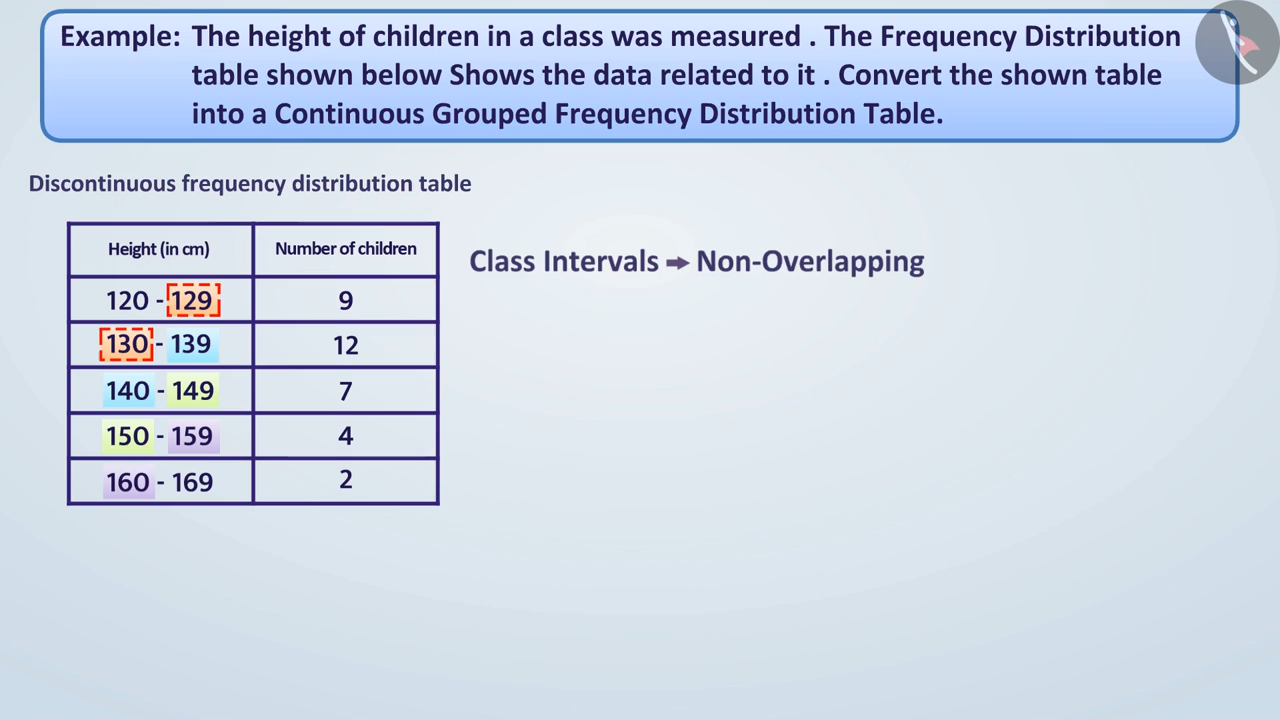 Example: The height of children in a class was measured . The Frequency Distribution
table shown below Shows the data related to it . Convert the shown table
into a Continuous Grouped Frequency Distribution Table.
Discontinuous frequency distribution table
Height (in cm) Number of children
Class Intervals ➡ Non-Overlapping
120 - 129 9
130 - 139 12
140 - 149 7
150 - 159 4
160 - 169 2